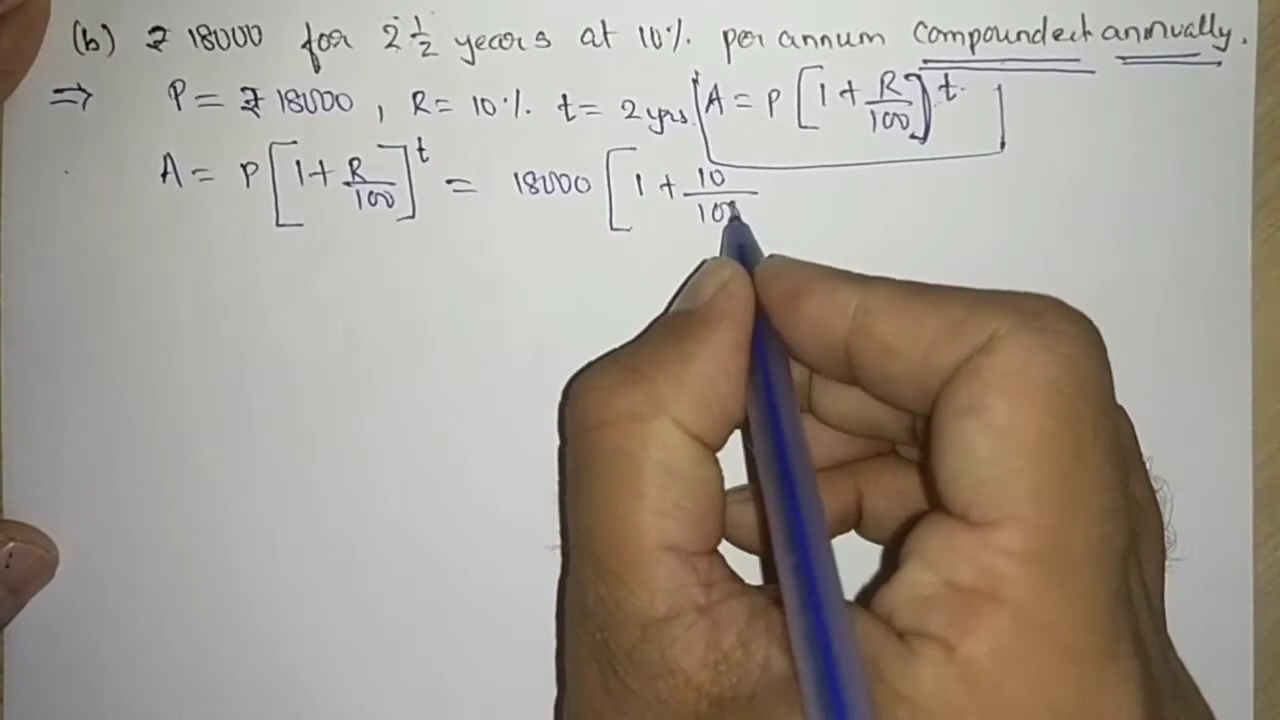 (b) ₹ 18000 for 2 1/2 years at 10% per annum compounded annually.
⇒ P = ₹ 18000 , R = 10% t = 2 yrs. A = P [1 + R/100]^t
A = P [1 + R/100]^t = 18000 [1 + 10/100